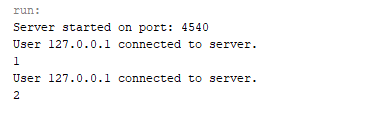 run:
Server started on port: 4540
User 127.0.0.1 connected to server.
1
User 127.0.0.1 connected to server.
2